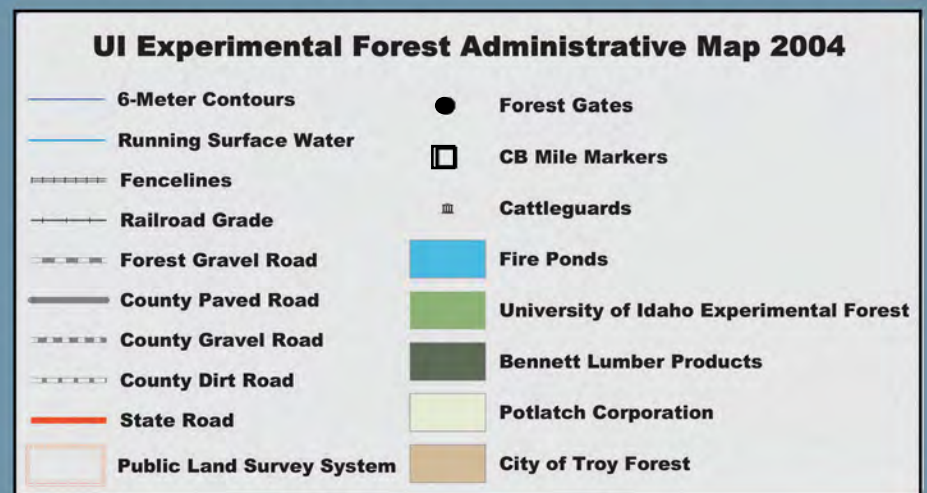 UI Experimental Forest Administrative Map 2004
6-Meter Contours
Running Surface Water
Fencelines
Railroad Grade
Forest Gravel Road
County Paved Road
County Gravel Road
County Dirt Road
State Road
Public Land Survey System
Forest Gates
CB Mile Markers
Cattleguards
Fire Ponds
University of Idaho Experimental Forest
Bennett Lumber Products
Potlatch Corporation
City of Troy Forest